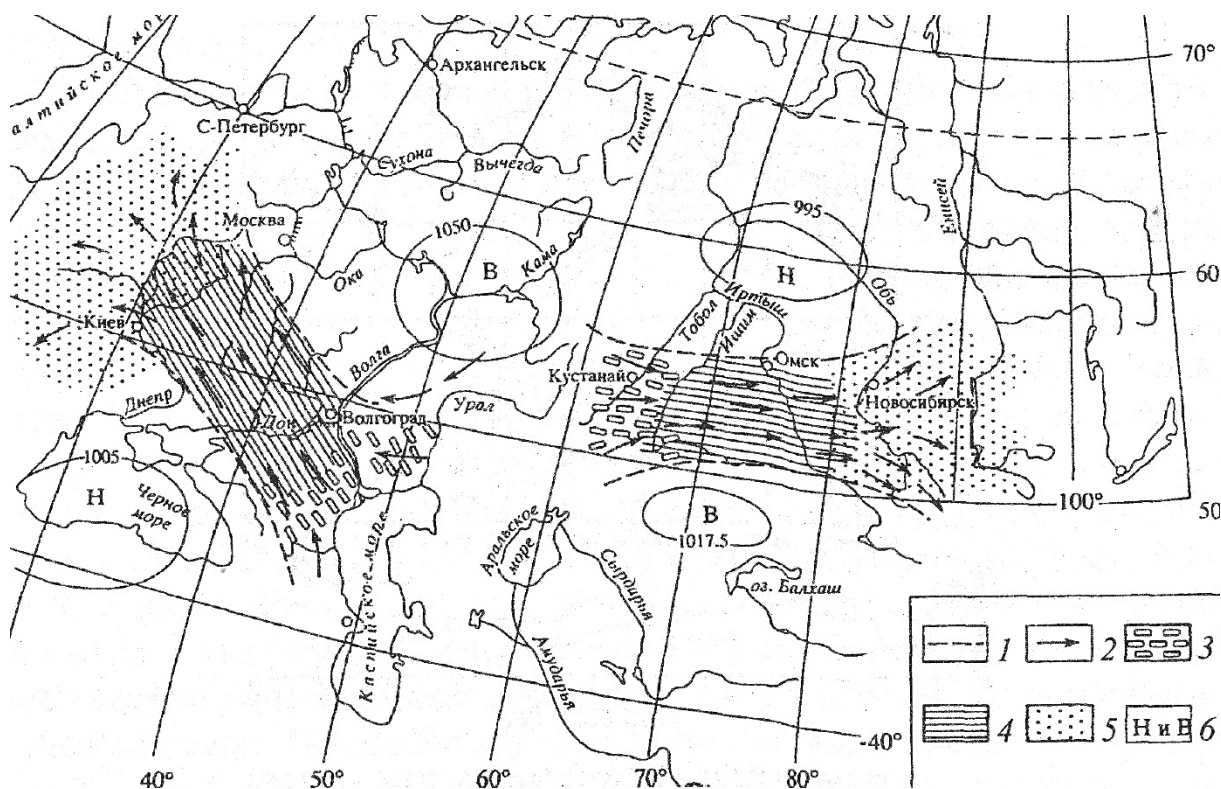 алтийское мо
Архангельск
70°
С-Петербург
Печора
Сухона
Вычегда
Енисей
Москва
1050
В
Кама
995
Н
60
Ока
Обь
Иртыш
Тобол
Ишим
Киев
Омск
Волга
Кустанай
Новосибирск
Днепр
Дон
Волгоград
Урал
1005
Н
Черное
море
100°
50
В
1017.5
Аральское
море
Сырдарья
оз. Балхаш
Каспийское море
Амударья
1
2
3
-40°
4
5
Н и В
6
40°
50°
60°
70°
80°